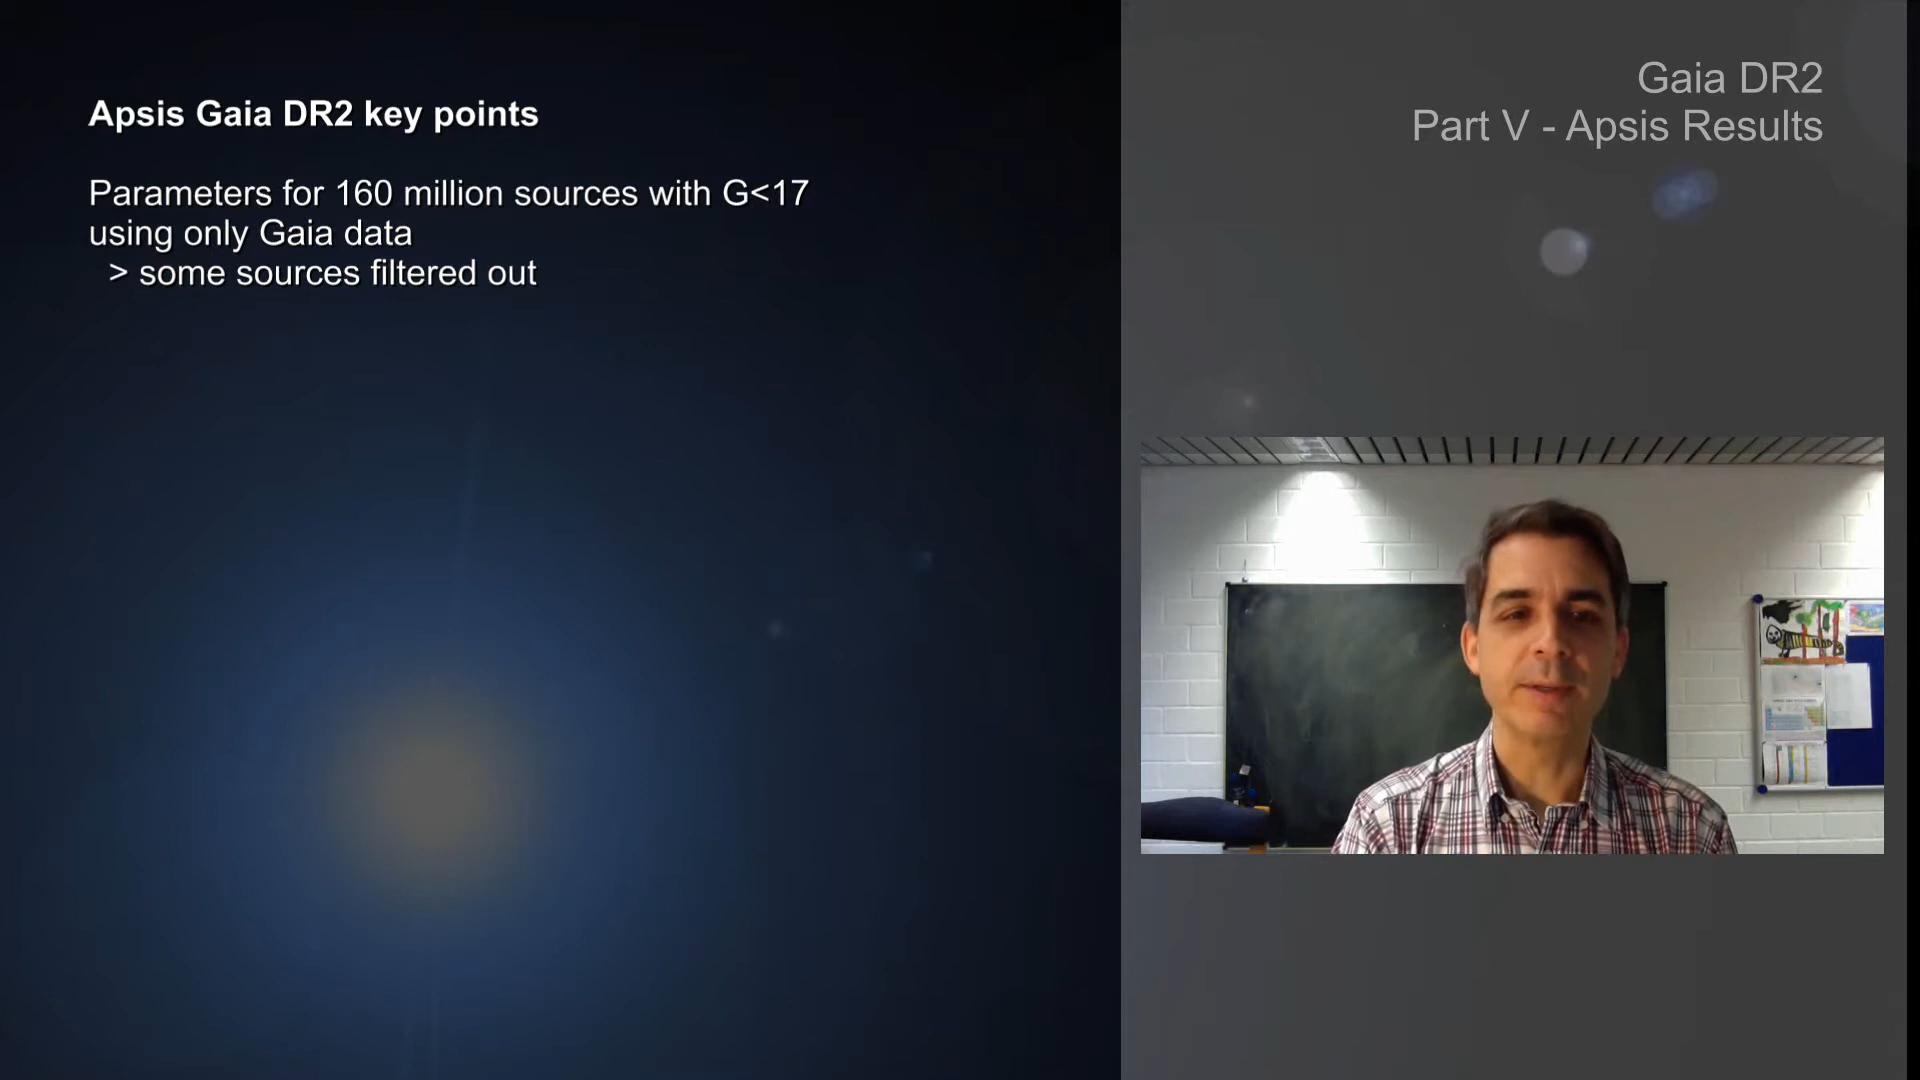 Apsis Gaia DR2 key points
Parameters for 160 million sources with G<17
using only Gaia data
> some sources filtered out
Gaia DR2
Part V - Apsis Results